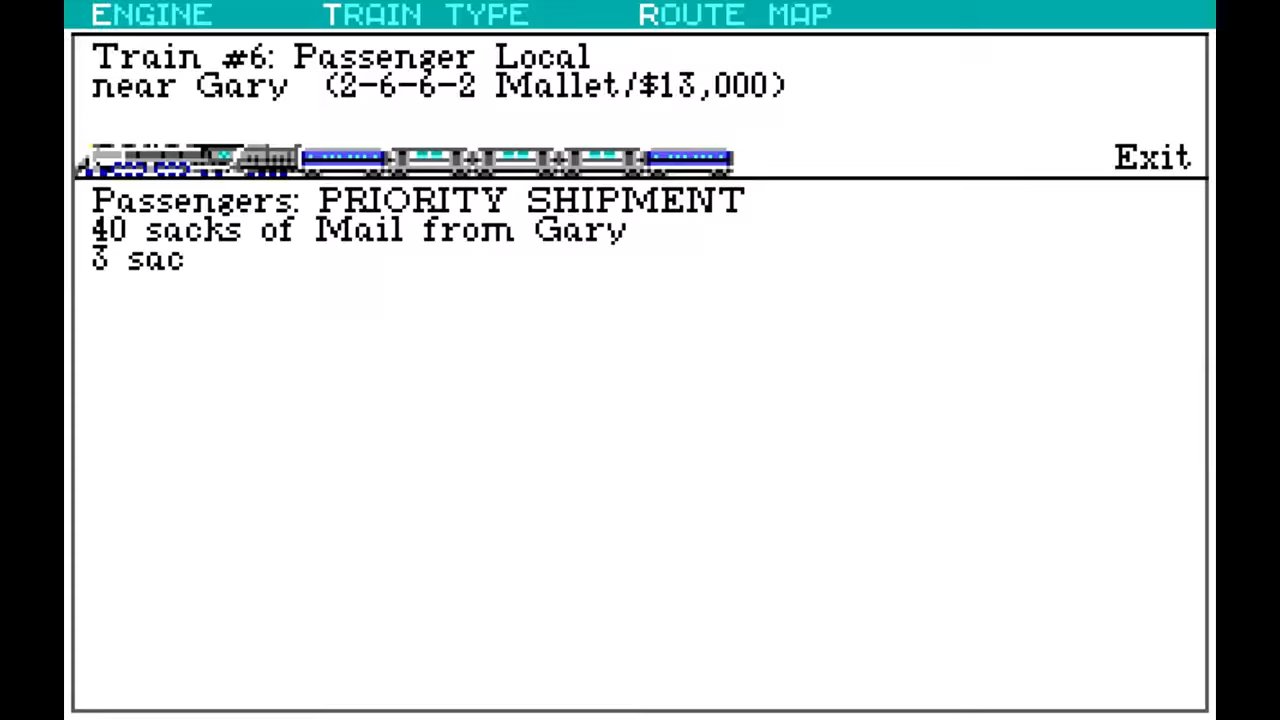 ENGINE TRAIN TYPE ROUTE MAP
Train #6: Passenger Local
near Gary (2-6-6-2 Mallet/$13,000)
Exit
Passengers: PRIORITY SHIPMENT
40 sacks of Mail from Gary
3 sac